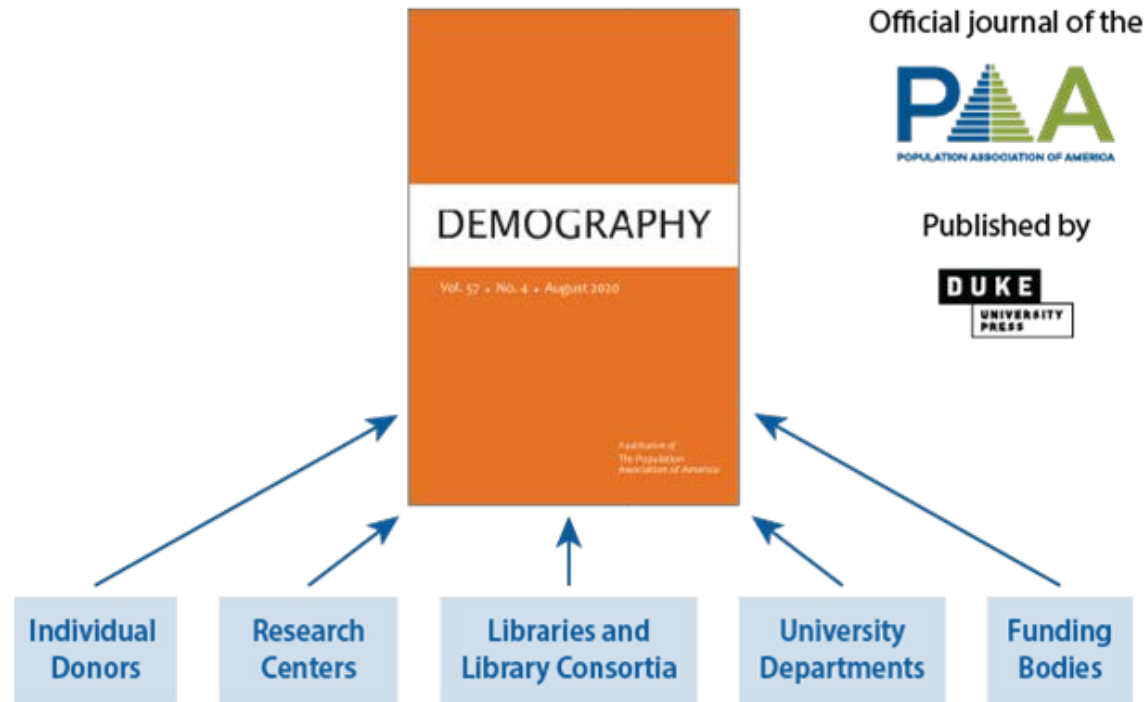 Official journal of the
PAA
POPULATION ASSOCIATION OF AMERICA
Published by
DUKE
UNIVERSITY
PRESS
DEMOGRAPHY
Vol. 57 • No. 4 • August 2020
A publication of
The Population
Association of America
Individual
Donors
Research
Centers
Libraries and
Library Consortia
University
Departments
Funding
Bodies